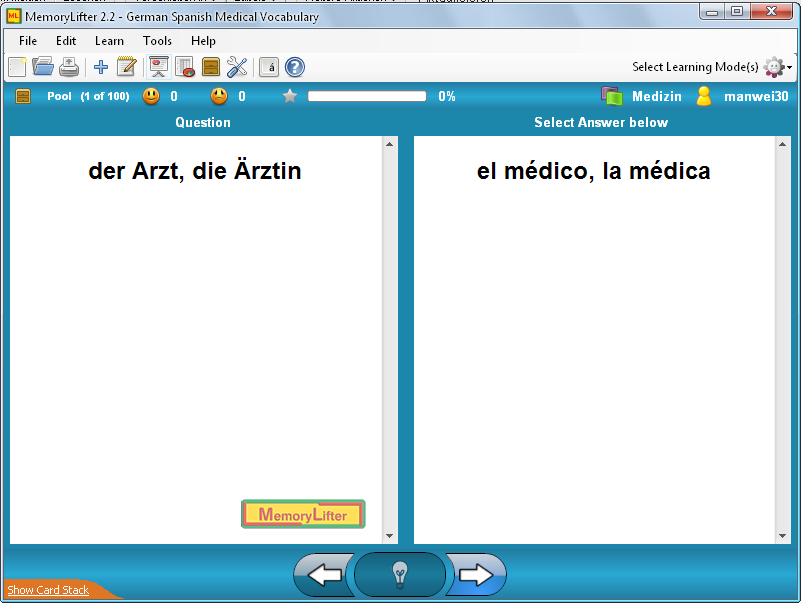 MemoryLifter 2.2 - German Spanish Medical Vocabulary
File Edit Learn Tools Help
á ? Select Learning Mode(s)
Pool (1 of 100) 0 0 0% Medizin manwei30
Question Select Answer below
der Arzt, die Ärztin
el médico, la médica
MemoryLifter
Show Card Stack